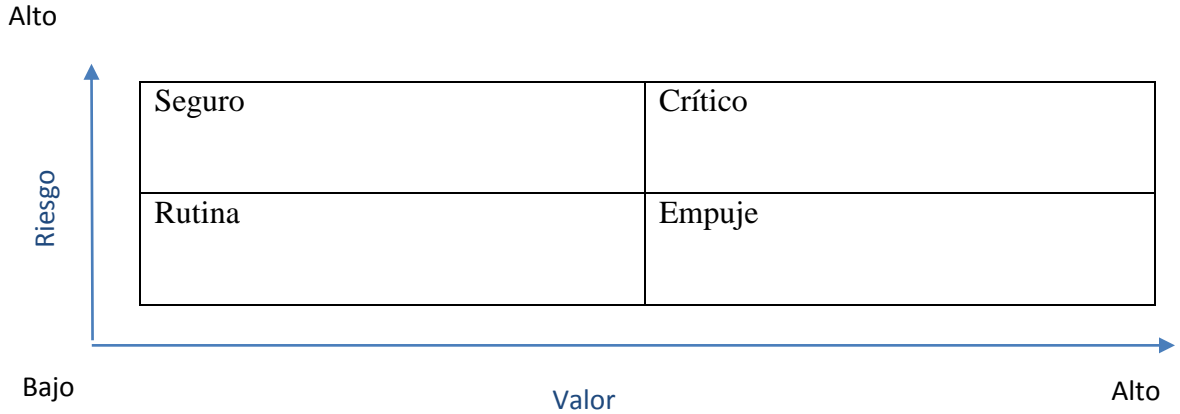 Alto
Seguro
Crítico
Riesgo
Rutina
Empuje
Bajo
Valor
Alto